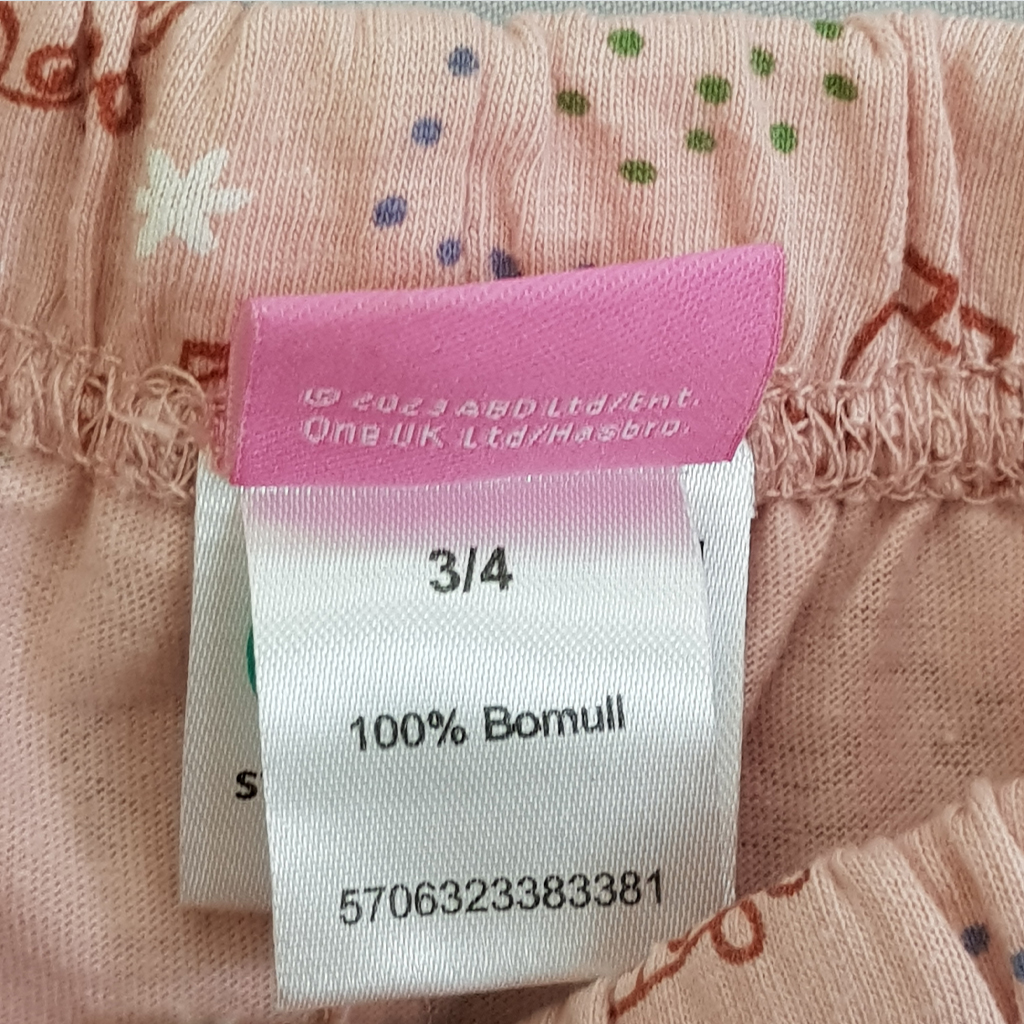 © 2023 ABD Ltd/Ent.
One UK Ltd/Hasbro.
3/4
100% Bomull
5706323383381